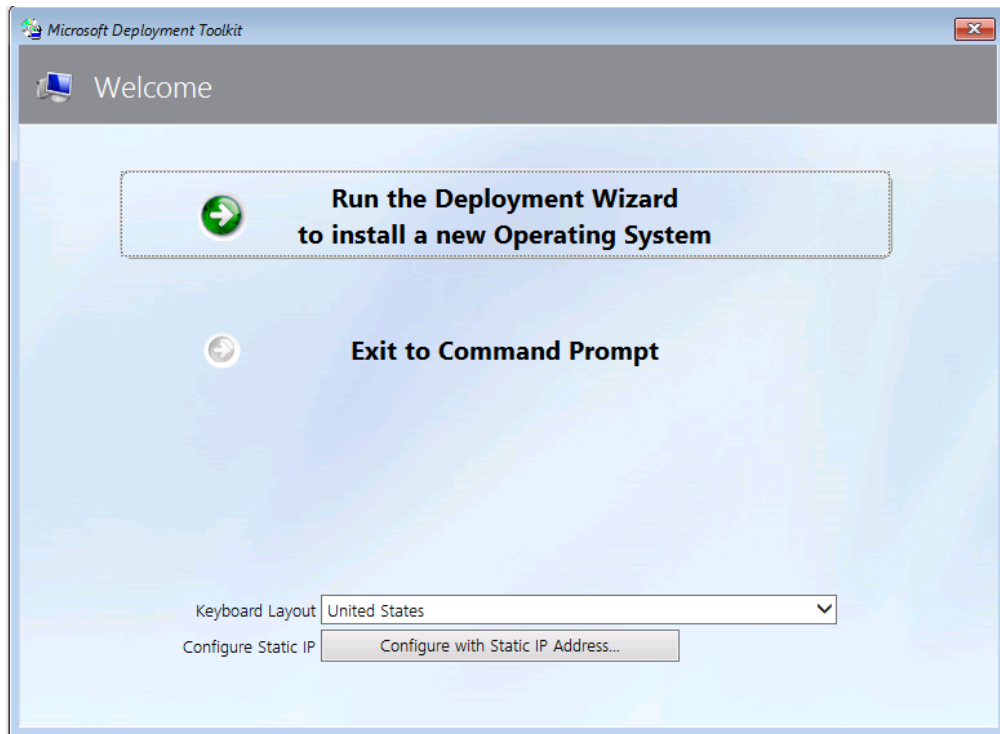 Microsoft Deployment Toolkit
Welcome
Run the Deployment Wizard
to install a new Operating System
Exit to Command Prompt
Keyboard Layout United States
Configure Static IP Configure with Static IP Address...